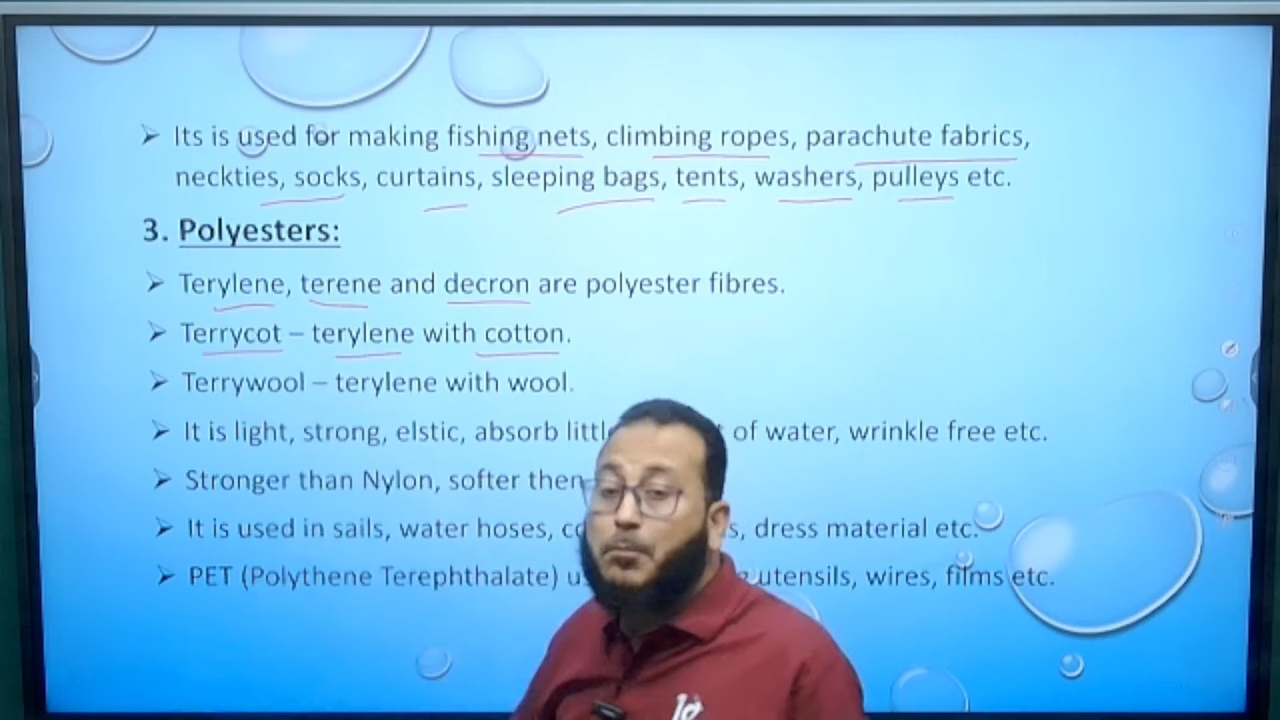 Its is used for making fishing nets, climbing ropes, parachute fabrics,
neckties, socks, curtains, sleeping bags, tents, washers, pulleys etc.
3. Polyesters:
Terylene, terene and decron are polyester fibres.
Terrycot – terylene with cotton.
Terrywool – terylene with wool.
It is light, strong, elstic, absorb of water, wrinkle free etc.
Stronger than Nylon, softer then
It is used in sails, water hoses, dress material etc.
PET (Polythene Terephthalate) utensils, wires, films etc.